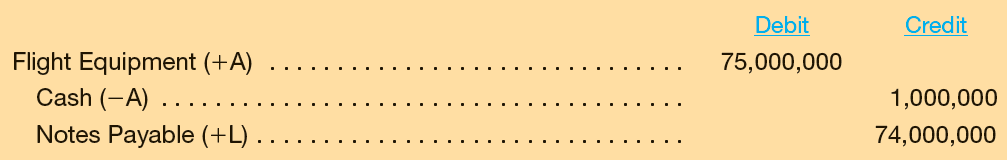 Debit Credit
Flight Equipment (+A) . . . . . . . . . . . . . . . . . . . . . . . . . . . . . . . 75,000,000
Cash (−A) . . . . . . . . . . . . . . . . . . . . . . . . . . . . . . . . . . . . . . . 1,000,000
Notes Payable (+L) . . . . . . . . . . . . . . . . . . . . . . . . . . . . . . . . 74,000,000